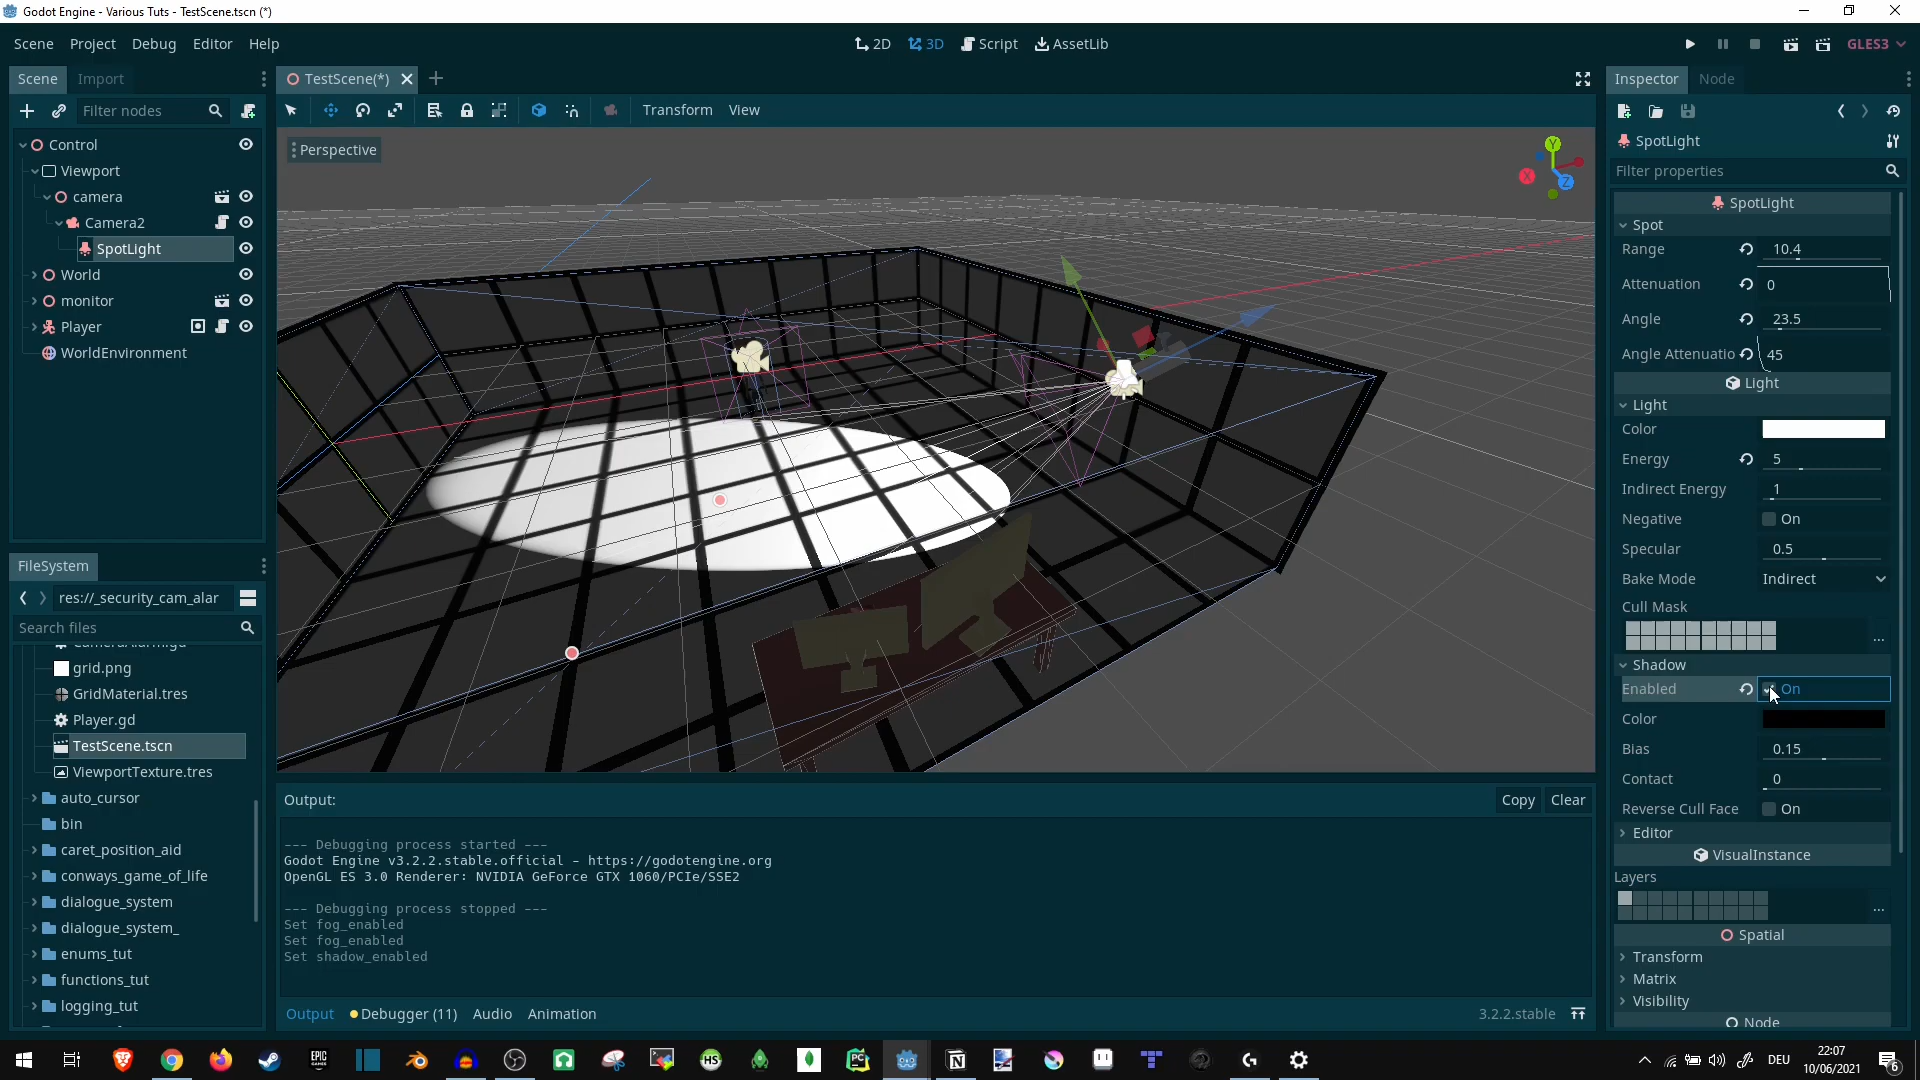 Godot Engine - Various Tuts - TestScene.tscn (*)
Scene Project Debug Editor Help
2D 3D Script AssetLib
GLES3
Scene Import
Filter nodes
Control
Viewport
camera
Camera2
SpotLight
World
monitor
Player
WorldEnvironment
FileSystem
res://_security_cam_alar
Search files
grid.png
GridMaterial.tres
Player.gd
TestScene.tscn
ViewportTexture.tres
auto_cursor
bin
caret_position_aid
conways_game_of_life
dialogue_system
dialogue_system_
enums_tut
functions_tut
logging_tut
TestScene(*)
Transform View
Perspective
Y
X
Z
Output:
Copy Clear
--- Debugging process started ---
Godot Engine v3.2.2.stable.official - https://godotengine.org
OpenGL ES 3.0 Renderer: NVIDIA GeForce GTX 1060/PCIe/SSE2
--- Debugging process stopped ---
Set fog_enabled
Set fog_enabled
Set shadow_enabled
Output Debugger (11) Audio Animation
3.2.2.stable
Inspector Node
SpotLight
Filter properties
SpotLight
Spot
Range 10.4
Attenuation 0
Angle 23.5
Angle Attenuatio 45
Light
Light
Color
Energy 5
Indirect Energy 1
Negative On
Specular 0.5
Bake Mode Indirect
Cull Mask
...
Shadow
Enabled On
Color
Bias 0.15
Contact 0
Reverse Cull Face On
Editor
VisualInstance
Layers
...
Spatial
Transform
Matrix
Visibility
Node
EPIC
HS
PC
N
DEU
22:07
10/06/2021
6